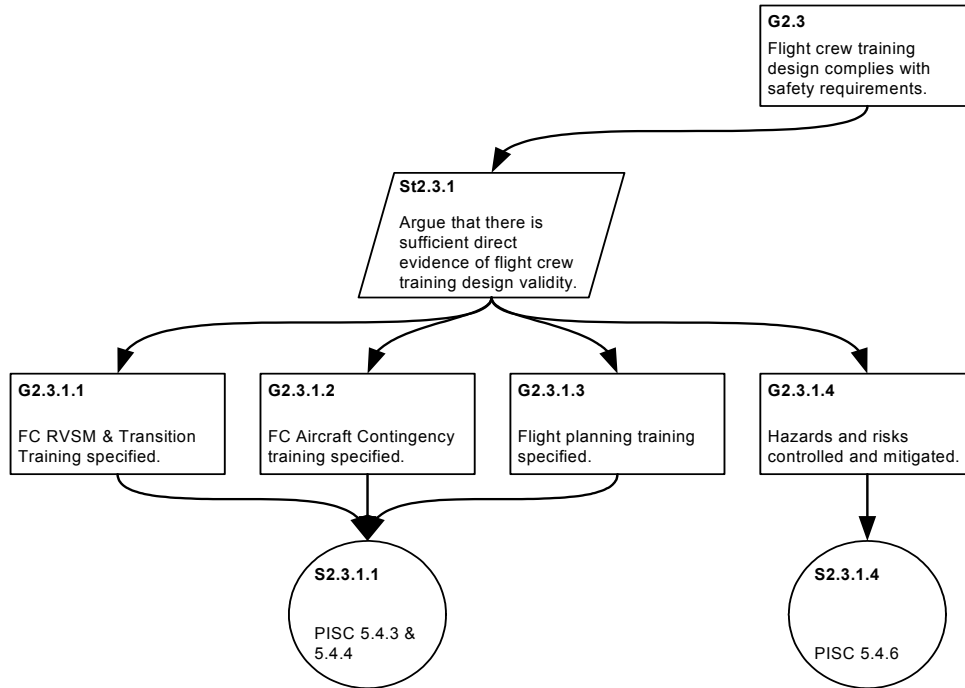 G2.3
Flight crew training
design complies with
safety requirements.
St2.3.1
Argue that there is
sufficient direct
evidence of flight crew
training design validity.
G2.3.1.1
FC RVSM & Transition
Training specified.
G2.3.1.2
FC Aircraft Contingency
training specified.
G2.3.1.3
Flight planning training
specified.
G2.3.1.4
Hazards and risks
controlled and mitigated.
S2.3.1.1
PISC 5.4.3 &
5.4.4
S2.3.1.4
PISC 5.4.6